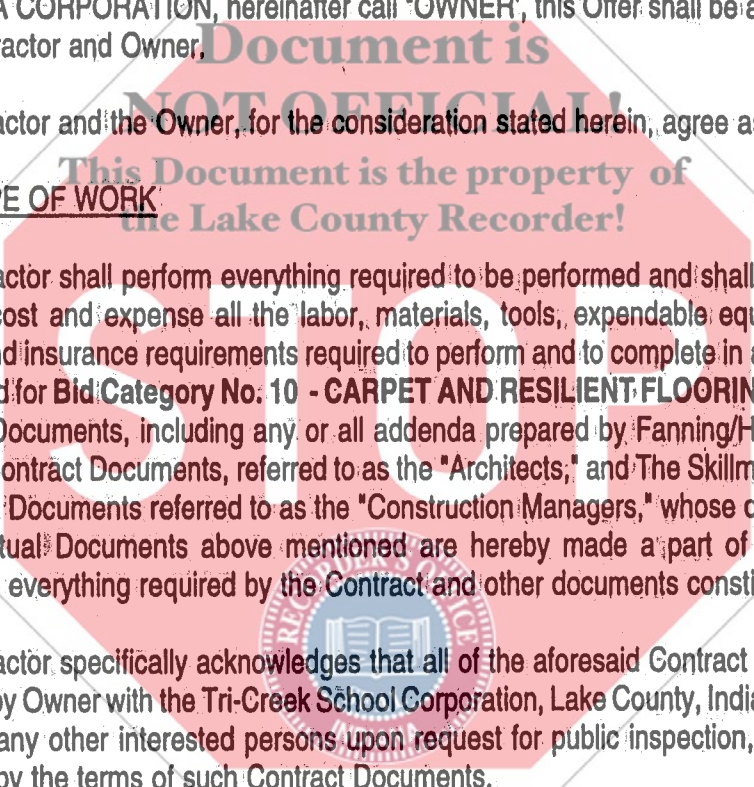 A CORPORATION, hereinafter call "OWNER", this Offer shall be a
actor and Owner.
Document is
NOT OFFICIAL!
actor and the Owner, for the consideration stated herein, agree as
This Document is the property of
the Lake County Recorder!
PE OF WORK
STOP
actor shall perform everything required to be performed and shall
cost and expense all the labor, materials, tools, expendable equ
nd insurance requirements required to perform and to complete in a
d for Bid Category No. 10 - CARPET AND RESILIENT FLOORIN
Documents, including any or all addenda prepared by Fanning/H
ontract Documents, referred to as the "Architects;" and The Skillm
Documents referred to as the "Construction Managers," whose c
tual Documents above mentioned are hereby made a part of
everything required by the Contract and other documents consti
RECORDER'S OFFICE
INDIANA
actor specifically acknowledges that all of the aforesaid Contract
by Owner with the Tri-Creek School Corporation, Lake County, India
any other interested persons upon request for public inspection,
by the terms of such Contract Documents.